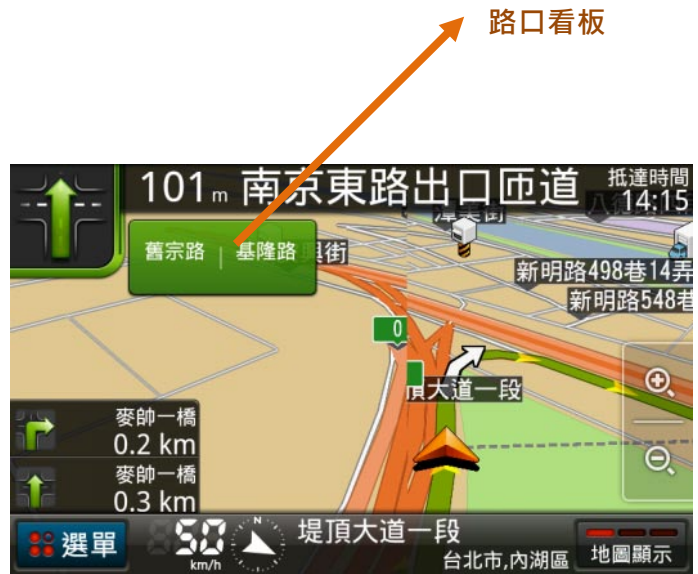 路口看板
101m 南京東路出口匝道
抵達時間
14:15
舊宗路 | 基隆路
興街
潭美街
新明路498巷14弄
新明路548巷
0
頂大道一段
麥帥一橋
0.2 km
麥帥一橋
0.3 km
選單
50
km/h
N
堤頂大道一段
台北市,內湖區
地圖顯示